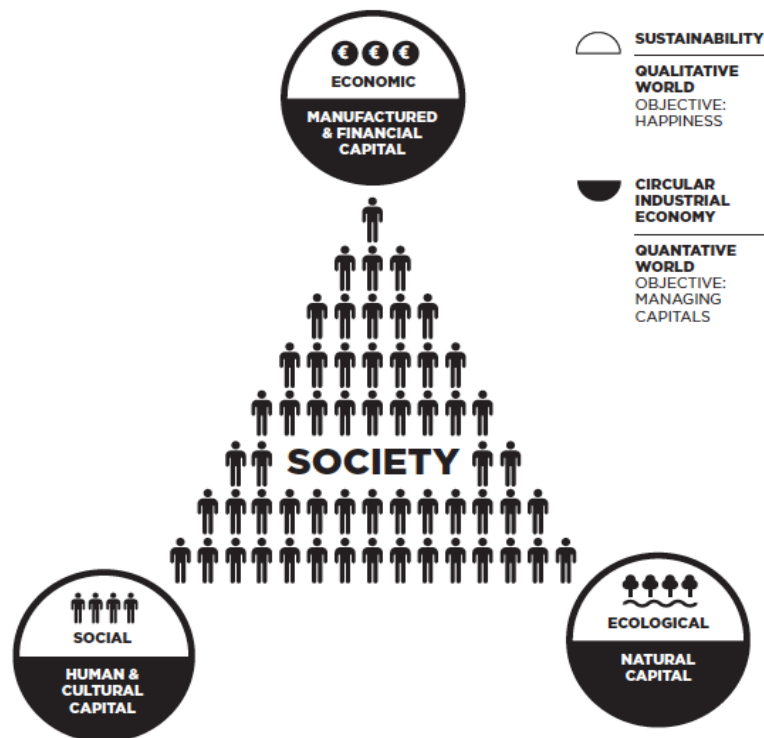 € € €
ECONOMIC
MANUFACTURED
& FINANCIAL
CAPITAL
SUSTAINABILITY
QUALITATIVE
WORLD
OBJECTIVE:
HAPPINESS
CIRCULAR
INDUSTRIAL
ECONOMY
QUANTATIVE
WORLD
OBJECTIVE:
MANAGING
CAPITALS
SOCIETY
SOCIAL
HUMAN &
CULTURAL
CAPITAL
ECOLOGICAL
NATURAL
CAPITAL